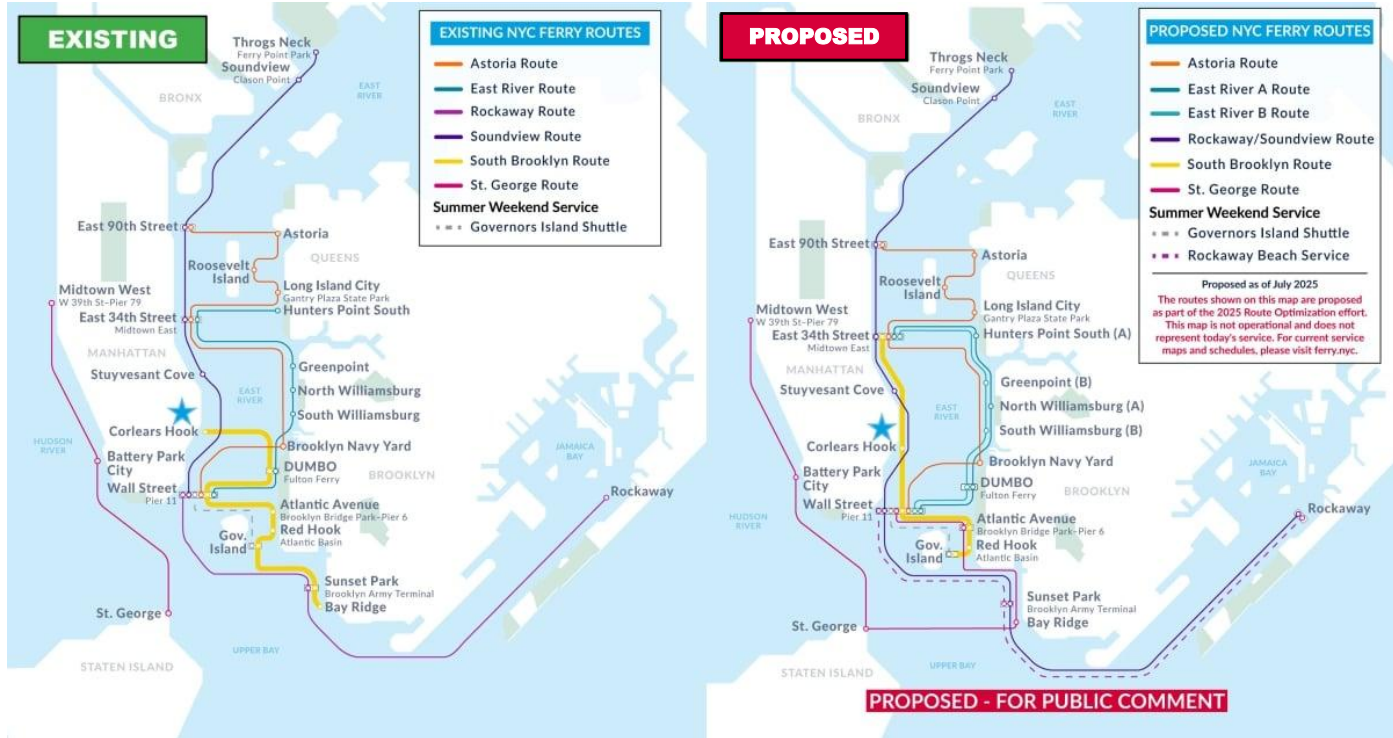 EXISTING
EXISTING NYC FERRY ROUTES
Astoria Route
East River Route
Rockaway Route
Soundview Route
South Brooklyn Route
St. George Route
Summer Weekend Service
Governors Island Shuttle
Throgs Neck
Ferry Point Park
Soundview
Clason Point
BRONX
EAST
RIVER
East 90th Street
Astoria
QUEENS
Roosevelt
Island
Midtown West
W 39th St–Pier 79
Long Island City
Gantry Plaza State Park
East 34th Street
Midtown East
Hunters Point South
MANHATTAN
Stuyvesant Cove
Greenpoint
EAST
RIVER
North Williamsburg
South Williamsburg
Corlears Hook
HUDSON
RIVER
Brooklyn Navy Yard
JAMAICA
BAY
Battery Park
City
DUMBO
Fulton Ferry
BROOKLYN
Wall Street
Pier 11
Rockaway
Atlantic Avenue
Brooklyn Bridge Park–Pier 6
Red Hook
Atlantic Basin
Gov.
Island
Sunset Park
Brooklyn Army Terminal
Bay Ridge
St. George
UPPER BAY
STATEN ISLAND
PROPOSED
PROPOSED NYC FERRY ROUTES
Astoria Route
East River A Route
East River B Route
Rockaway/Soundview Route
South Brooklyn Route
St. George Route
Summer Weekend Service
Governors Island Shuttle
Rockaway Beach Service
Proposed as of July 2025
The routes shown on this map are proposed
as part of the 2025 Route Optimization effort.
This map is not operational and does not
represent today's service. For current service
maps and schedules, please visit ferry.nyc.
Throgs Neck
Ferry Point Park
Soundview
Clason Point
BRONX
EAST
RIVER
East 90th Street
Astoria
QUEENS
Roosevelt
Island
Midtown West
W 39th St–Pier 79
Long Island City
Gantry Plaza State Park
East 34th Street
Midtown East
Hunters Point South (A)
MANHATTAN
Stuyvesant Cove
Greenpoint (B)
EAST
RIVER
North Williamsburg (A)
South Williamsburg (B)
Corlears Hook
HUDSON
RIVER
Brooklyn Navy Yard
JAMAICA
BAY
Battery Park
City
DUMBO
Fulton Ferry
BROOKLYN
Wall Street
Pier 11
Rockaway
Atlantic Avenue
Brooklyn Bridge Park–Pier 6
Red Hook
Atlantic Basin
Gov.
Island
Sunset Park
Brooklyn Army Terminal
Bay Ridge
St. George
UPPER BAY
STATEN ISLAND
PROPOSED - FOR PUBLIC COMMENT